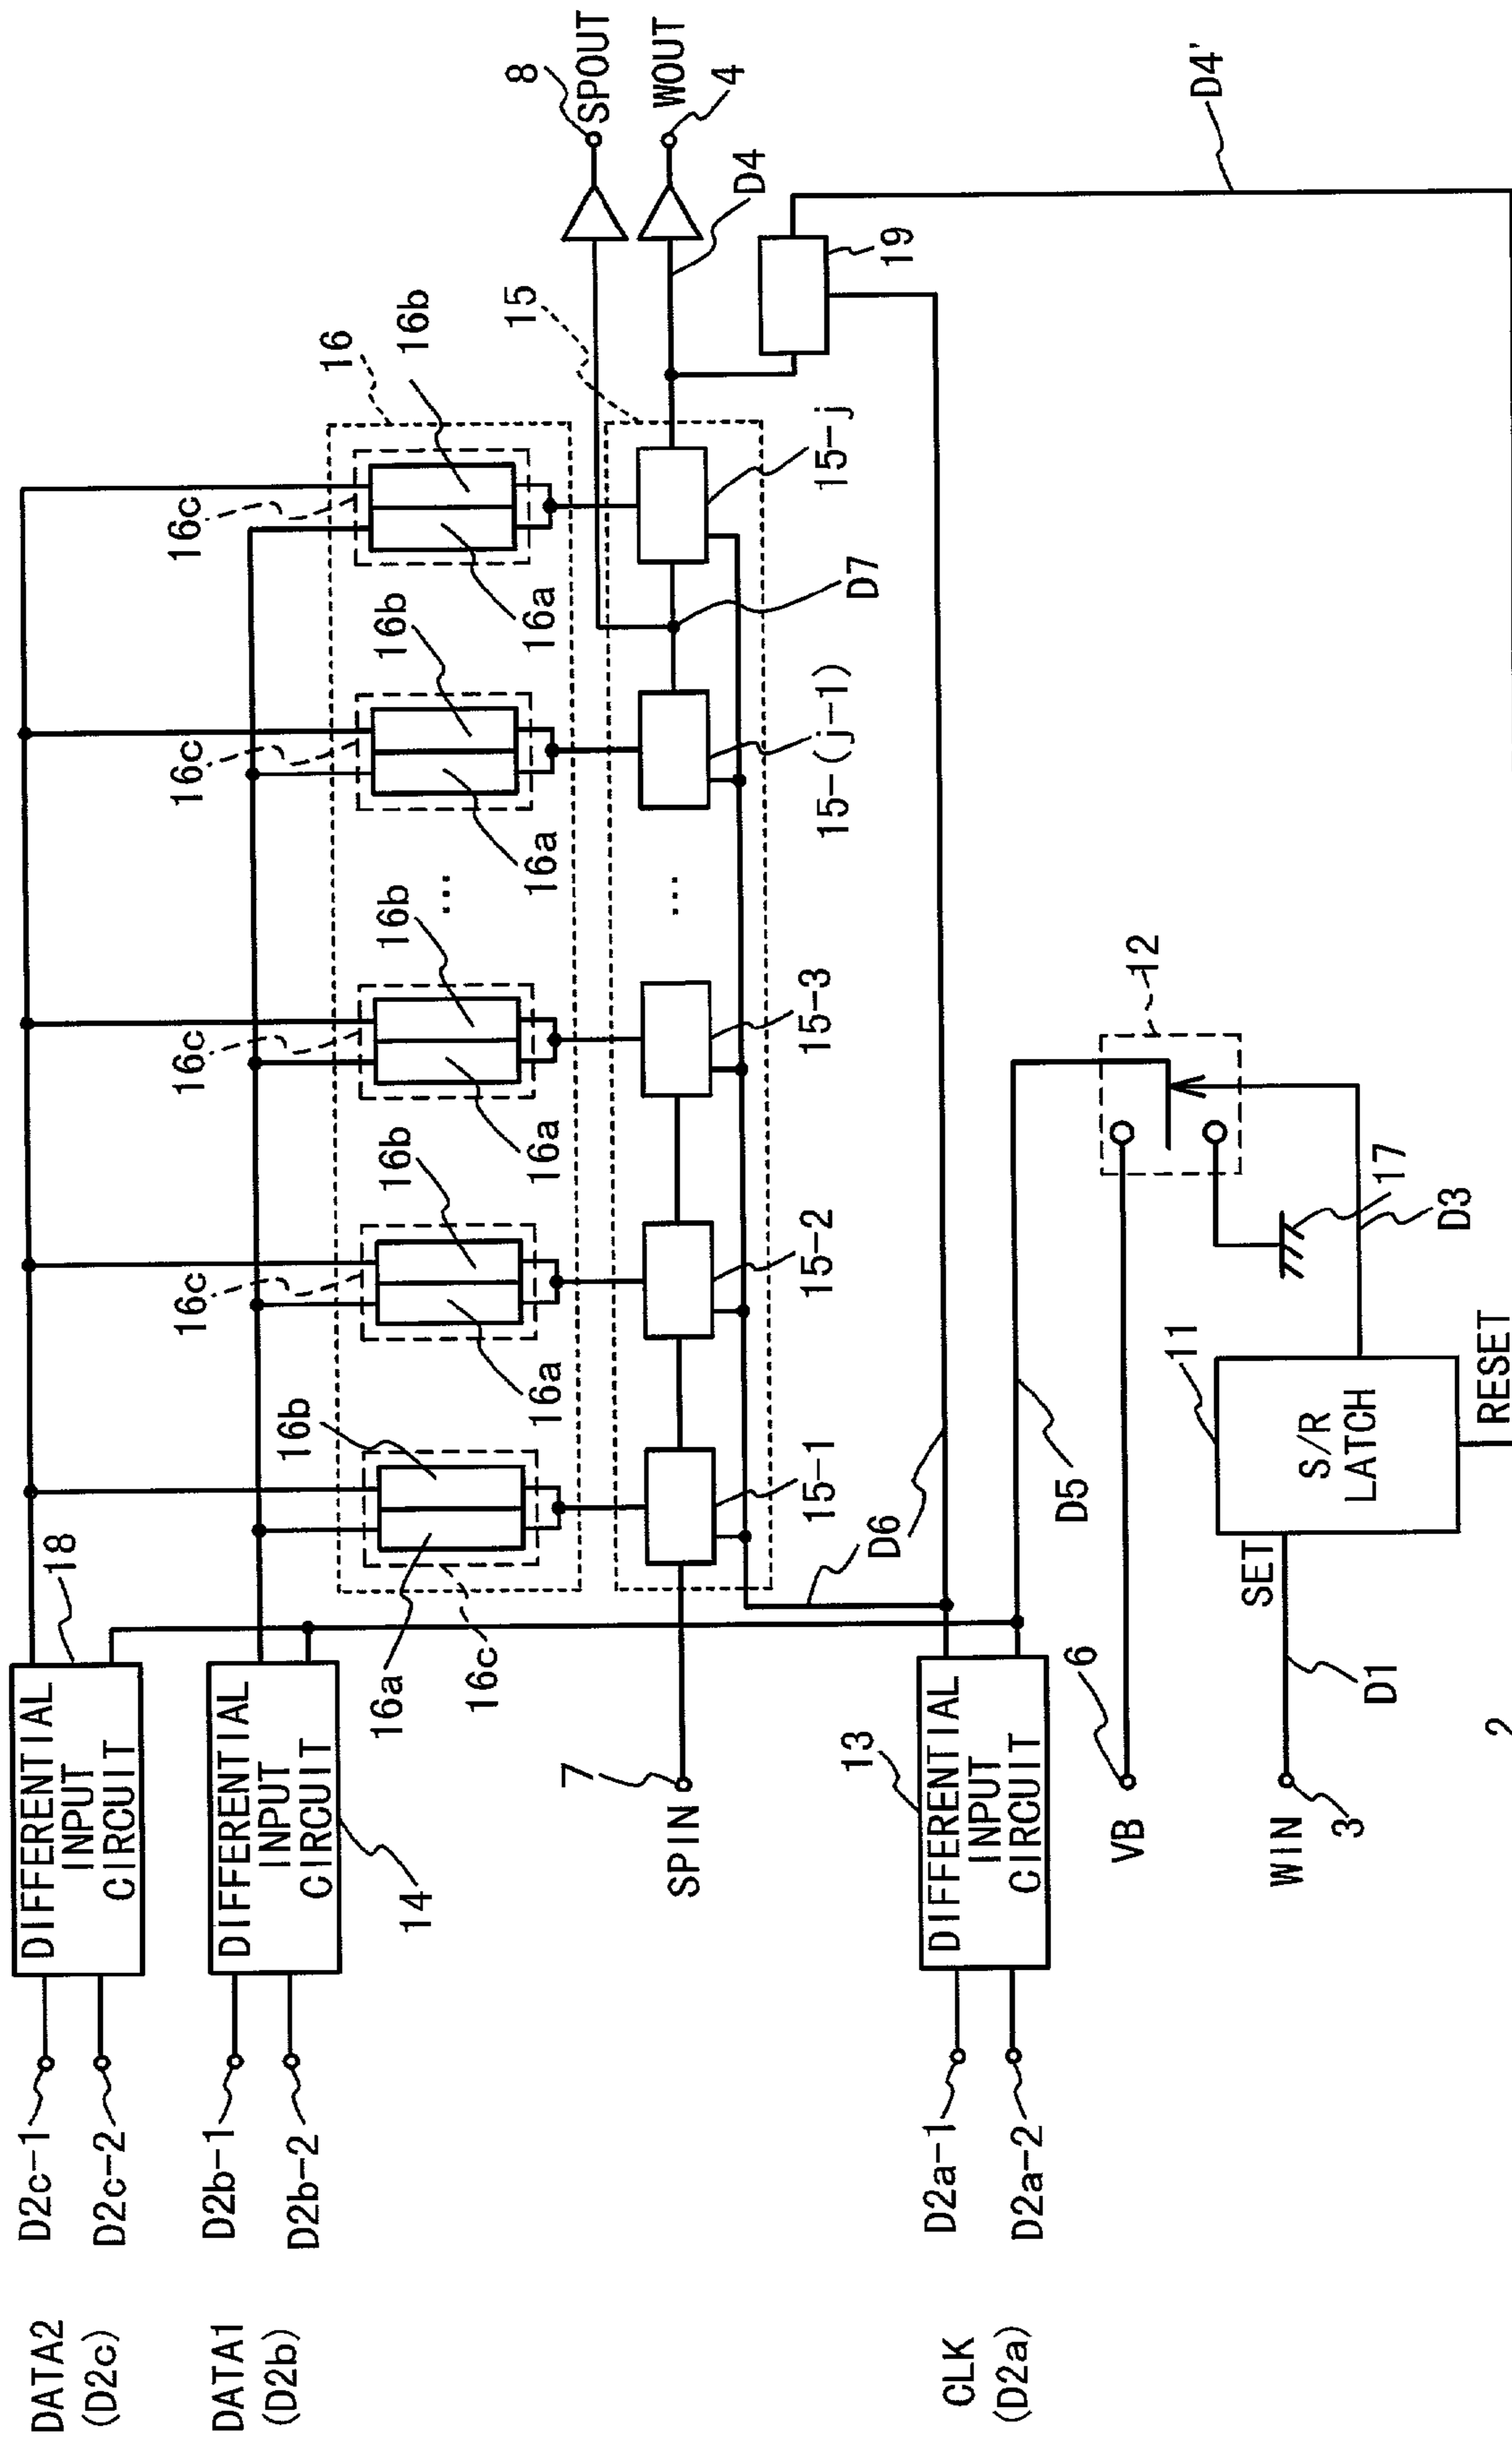 DATA2
(D2c)
D2c-1
D2c-2
DIFFERENTIAL
INPUT
CIRCUIT
18
DATA1
(D2b)
D2b-1
D2b-2
DIFFERENTIAL
INPUT
CIRCUIT
14
16c
16c
16c
16c
16c
16
16a
16b
16a
16b
16a
16b
...
16a
16b
16a
16b
SPIN
7
15
15-1
15-2
15-3
...
15-(j-1)
15-j
D7
8
SPOUT
WOUT
4
D4
19
D4'
CLK
(D2a)
D2a-1
D2a-2
DIFFERENTIAL
INPUT
CIRCUIT
13
D6
D5
12
VB
6
17
D3
WIN
3
D1
SET
S/R
LATCH
11
RESET
2